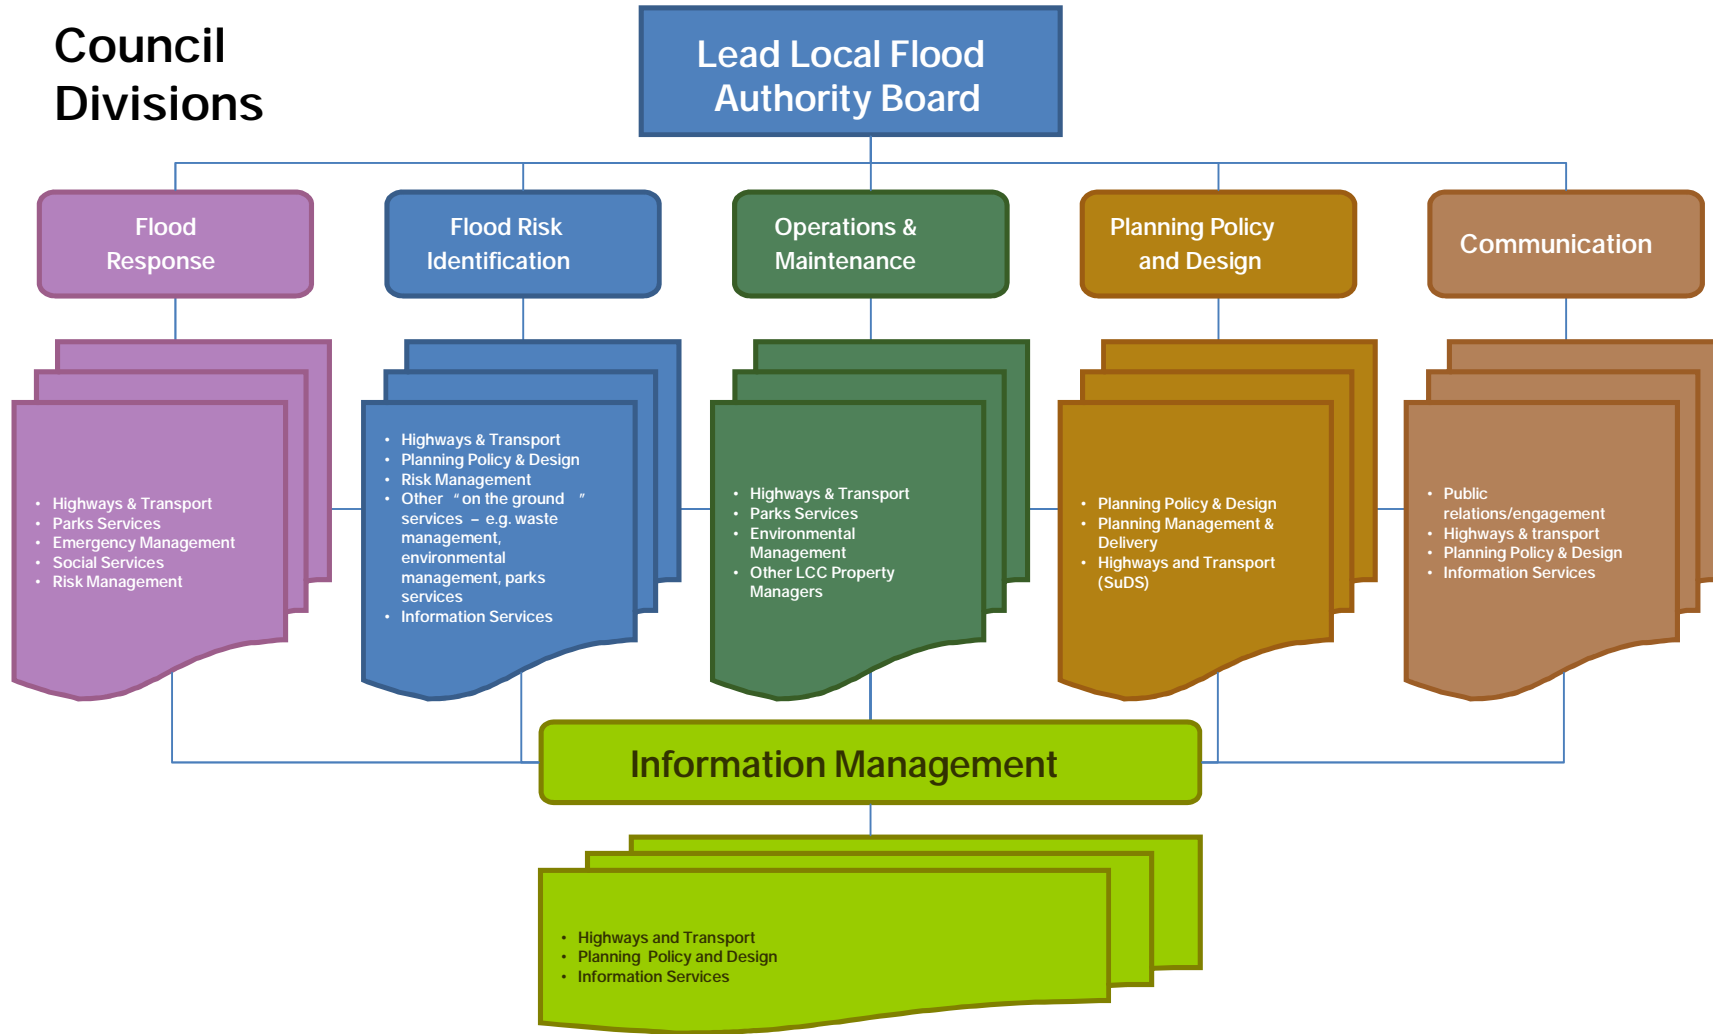 Council
Divisions
Lead Local Flood
Authority Board
Flood
Response
Flood Risk
Identification
Operations &
Maintenance
Planning Policy
and Design
Communication
• Highways & Transport
• Parks Services
• Emergency Management
• Social Services
• Risk Management
• Highways & Transport
• Planning Policy & Design
• Risk Management
• Other “on the ground ”
services – e.g. waste
management,
environmental
management, parks
services
• Information Services
• Highways & Transport
• Parks Services
• Environmental
Management
• Other LCC Property
Managers
• Planning Policy & Design
• Planning Management &
Delivery
• Highways and Transport
(SuDS)
• Public
relations/engagement
• Highways & transport
• Planning Policy & Design
• Information Services
Information Management
• Highways and Transport
• Planning Policy and Design
• Information Services